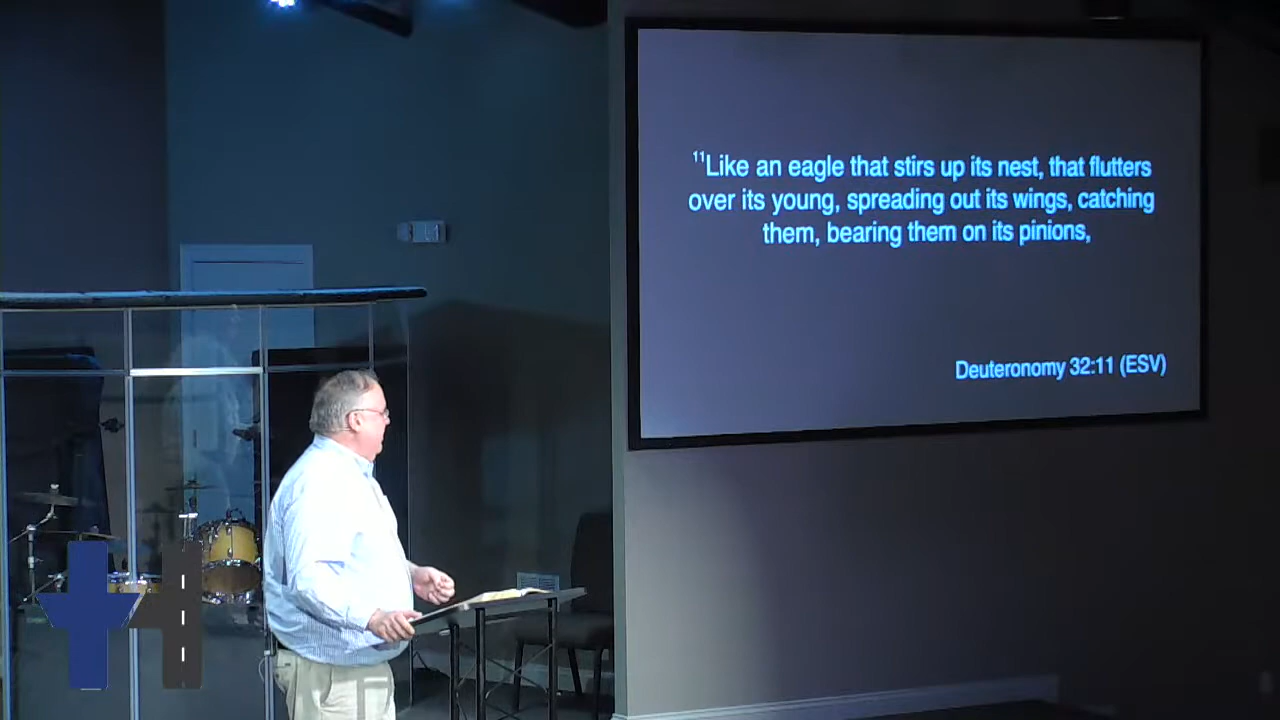 ¹¹Like an eagle that stirs up its nest, that flutters
over its young, spreading out its wings, catching
them, bearing them on its pinions,
Deuteronomy 32:11 (ESV)